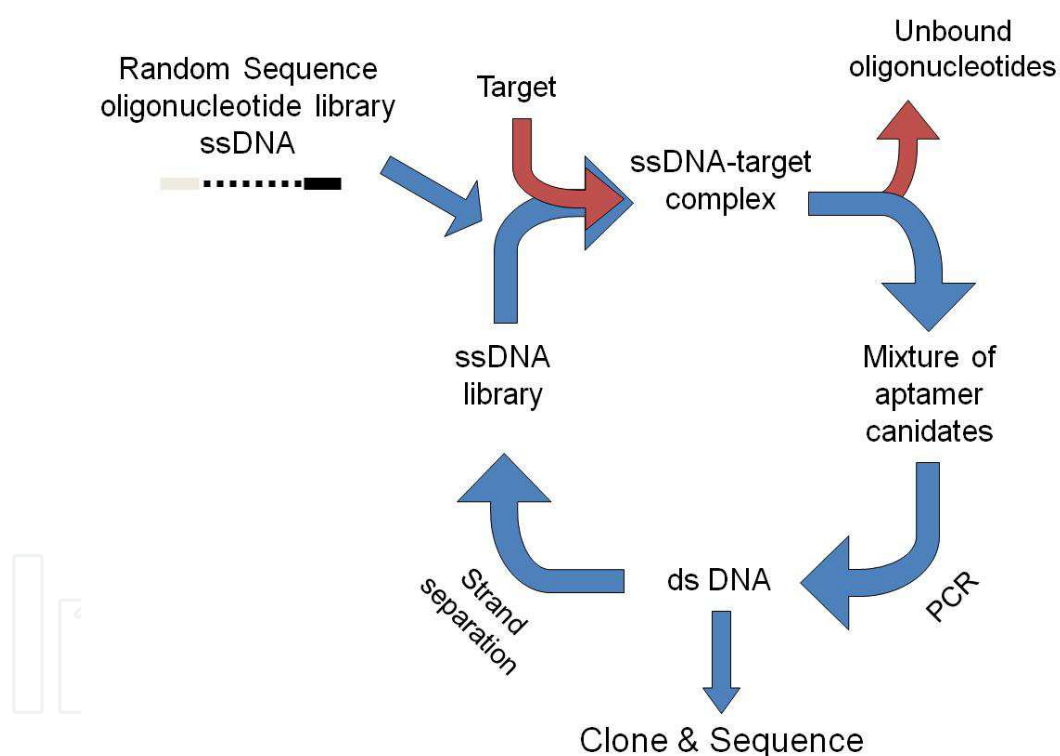 Random Sequence
oligonucleotide library
ssDNA
Target
Unbound
oligonucleotides
ssDNA-target
complex
ssDNA
library
Mixture of
aptamer
canidates
Strand
separation
ds DNA
PCR
Clone & Sequence